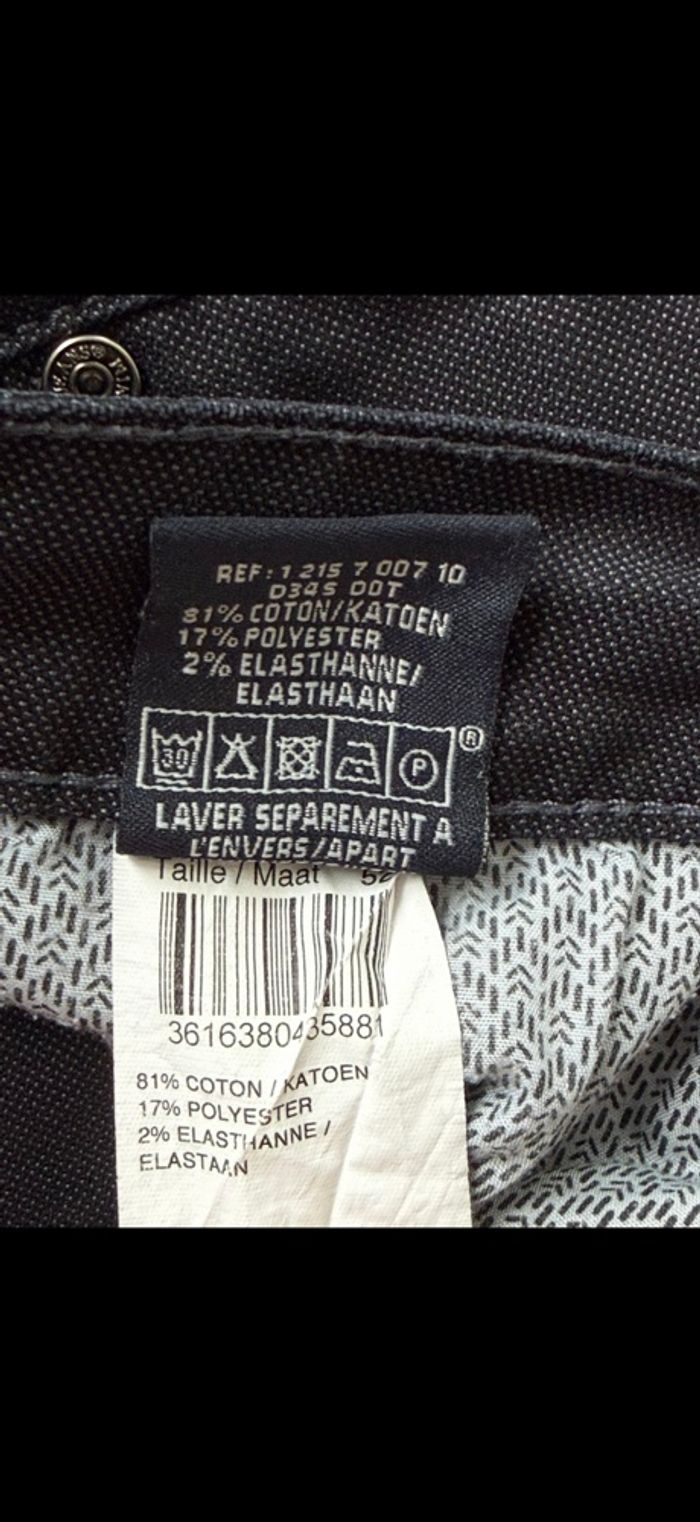 REF: 1 215 7 007 10
D34S DOT
81% COTON/KATOEN
17% POLYESTER
2% ELASTHANNE/
ELASTHAAN
30
P
®
LAVER SEPAREMENT A
L'ENVERS/APART
Taille / Maat
3616380435881
81% COTON / KATOEN
17% POLYESTER
2% ELASTHANNE /
ELASTAAN